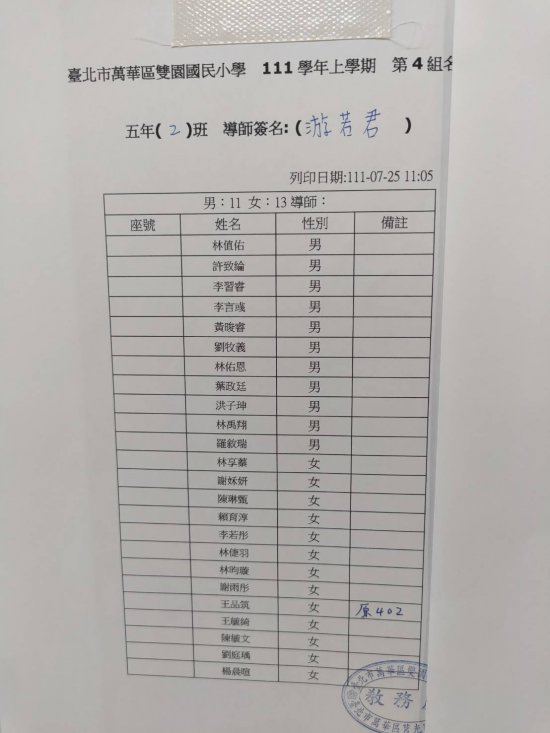 臺北市萬華區雙園國民小學 111 學年上學期 第 4 組名
五年( 2 )班 導師簽名: ( 游若君 )
列印日期:111-07-25 11:05
男：11 女：13 導師：
座號 姓名 性別 備註
林值佑 男
許致綸 男
李習睿 男
李言彧 男
黃晙睿 男
劉牧義 男
林佑恩 男
葉政廷 男
洪子珅 男
林禹翔 男
羅敘瑞 男
林享蓁 女
謝妺妍 女
陳琳甄 女
賴育淳 女
李若彤 女
林倢羽 女
林昀璇 女
謝雨彤 女
王品筑 女 原402
王毓綺 女
陳毓文 女
劉庭瑀 女
楊晨暄 女
臺北市萬華區雙園
教務